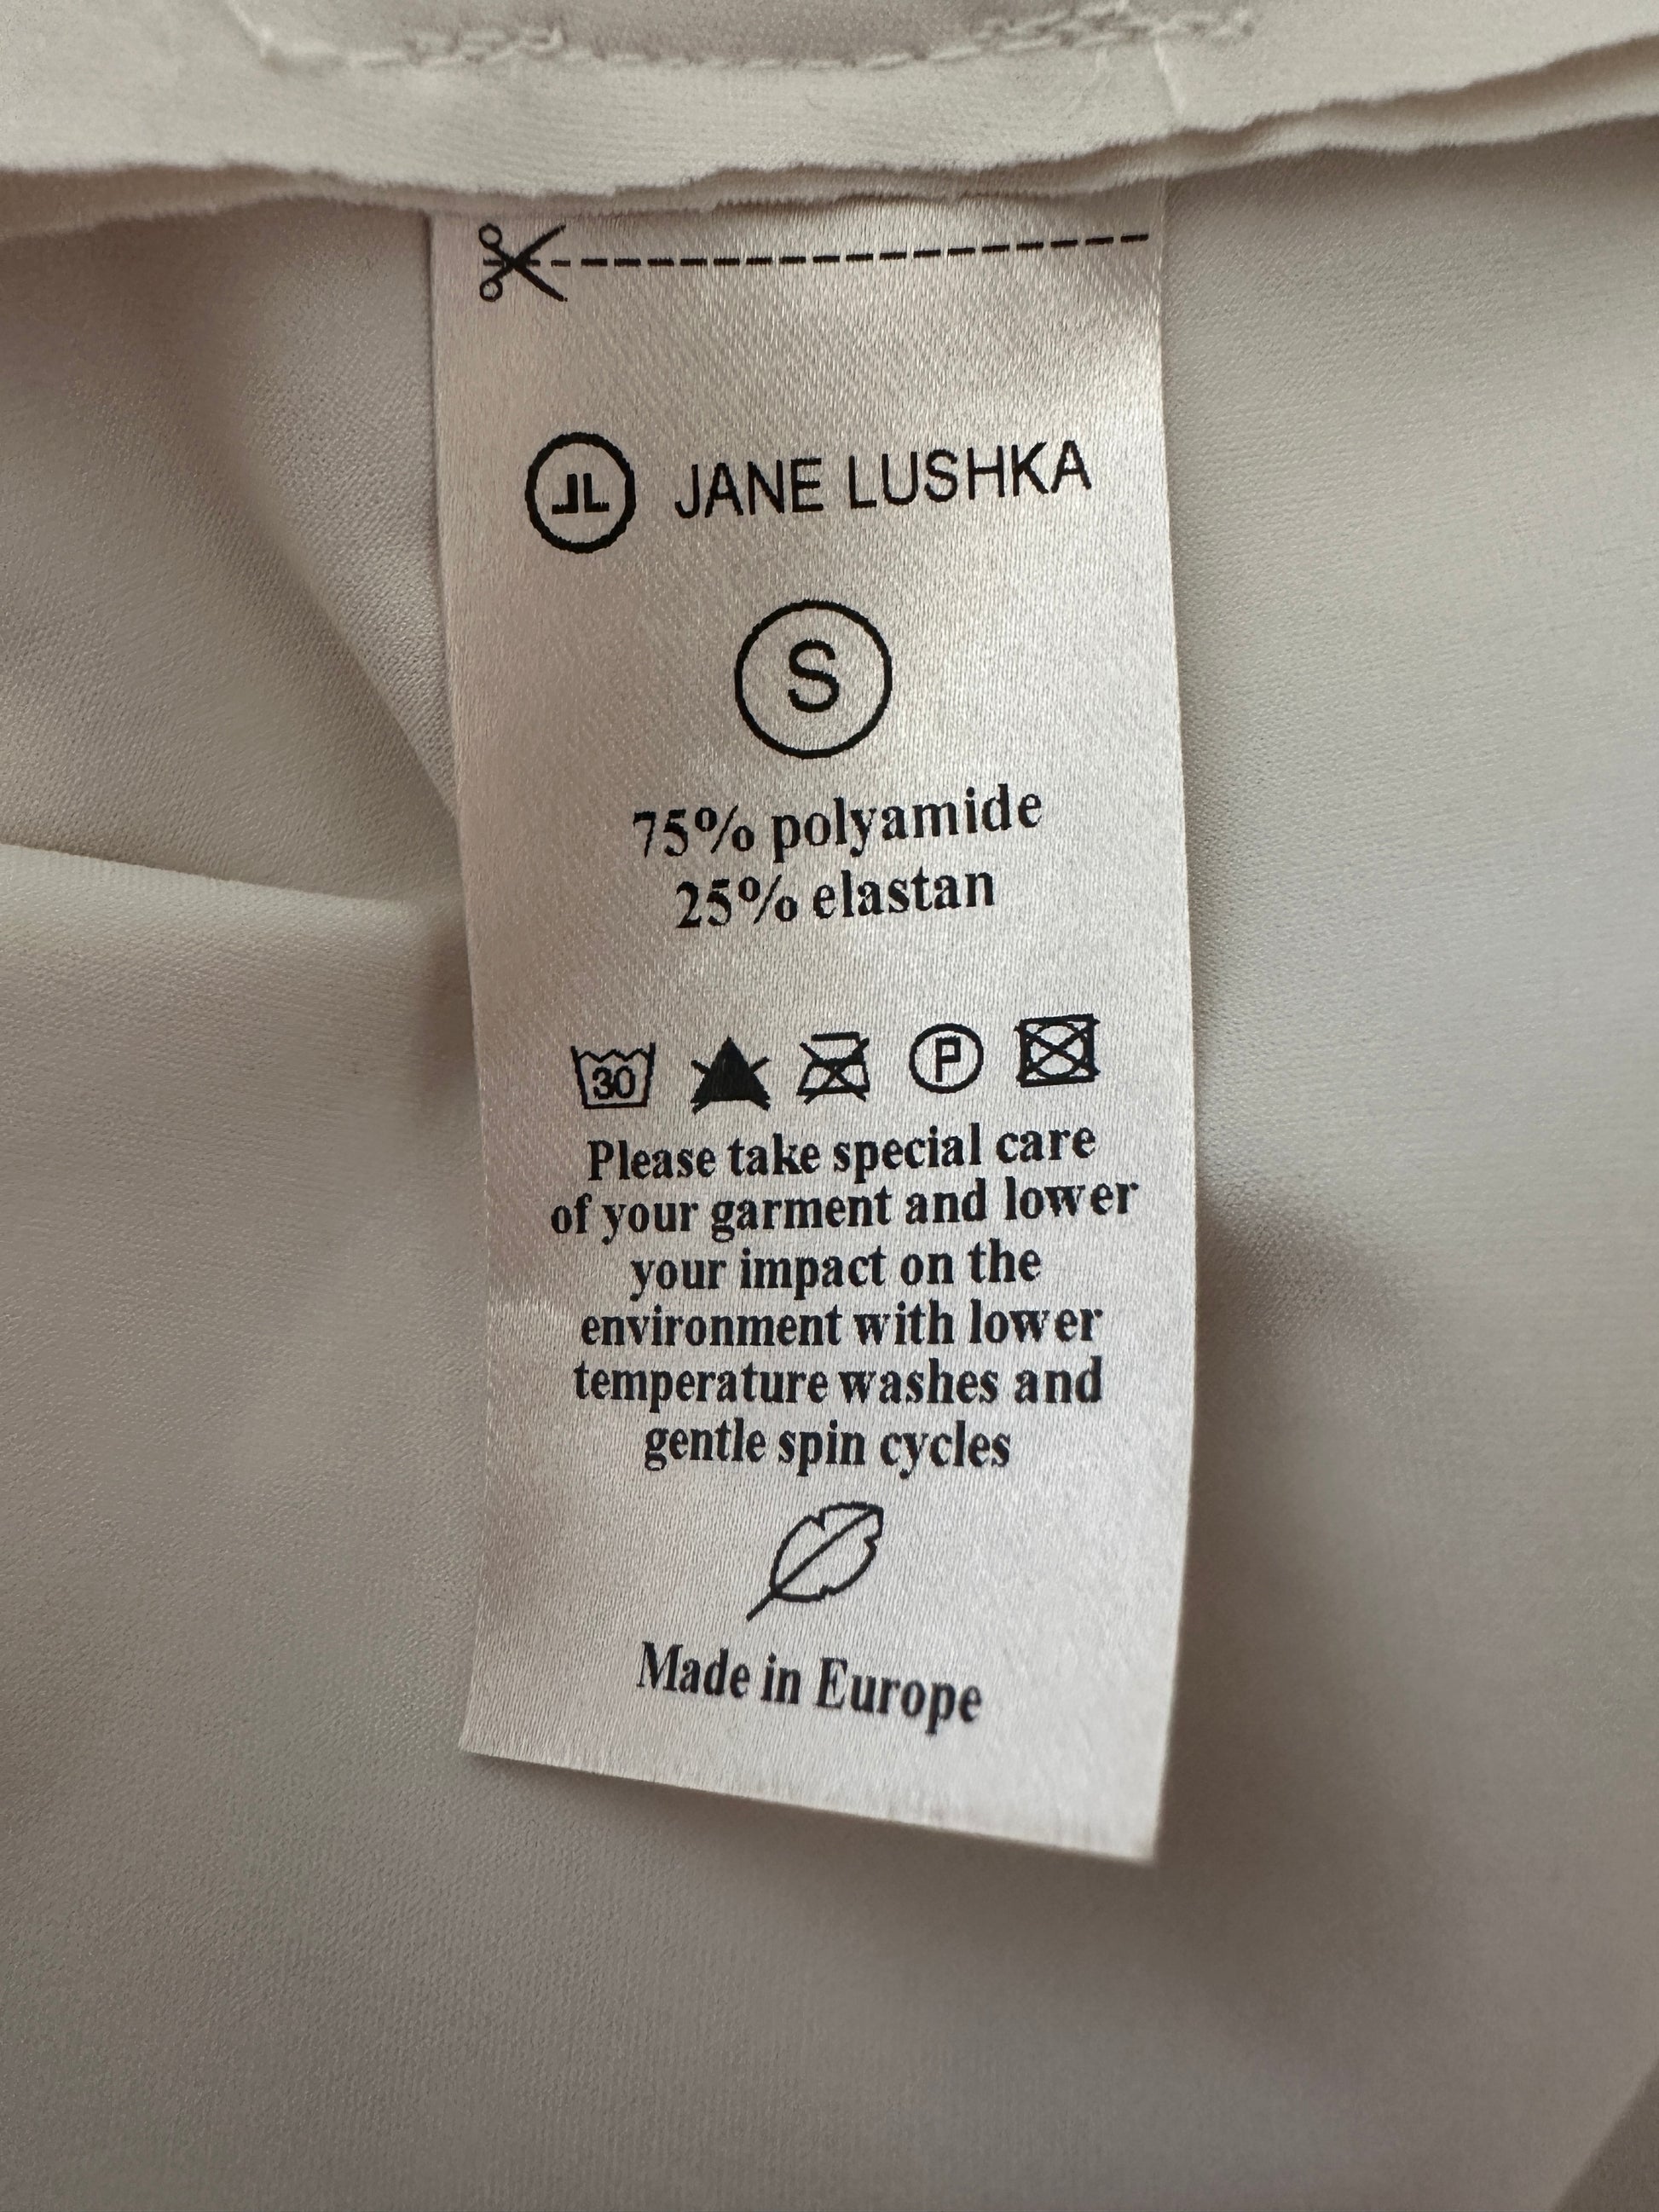 JL JANE LUSHKA
S
75% polyamide
25% elastan
30 P
Please take special care
of your garment and lower
your impact on the
environment with lower
temperature washes and
gentle spin cycles
Made in Europe